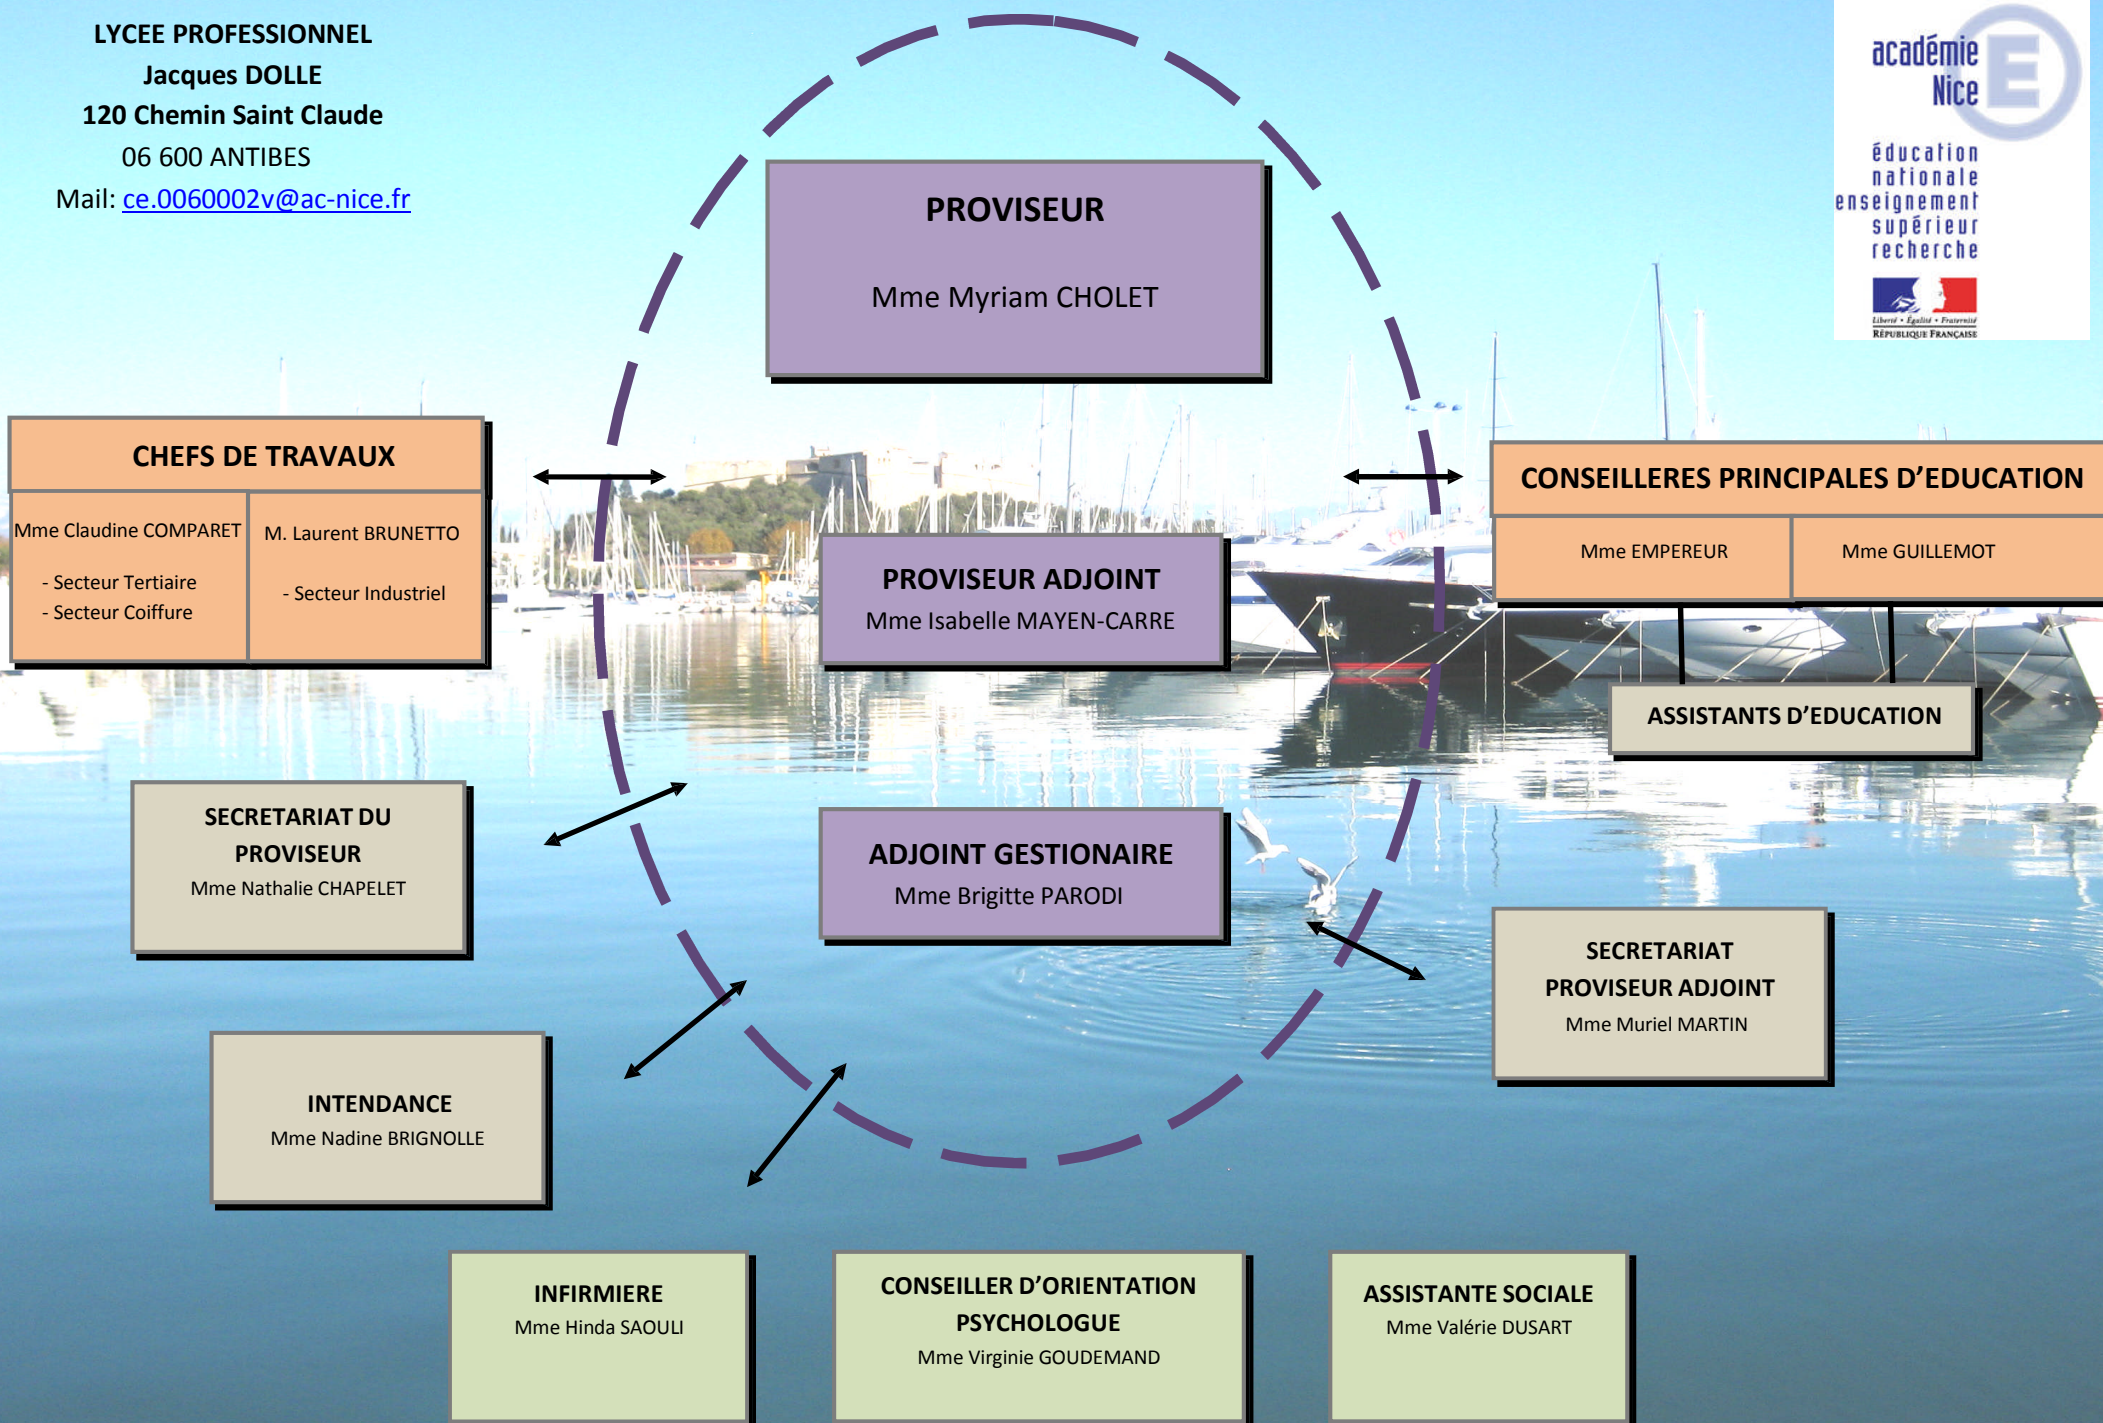 LYCEE PROFESSIONNEL
Jacques DOLLE
120 Chemin Saint Claude
06 600 ANTIBES
Mail: ce.0060002v@ac-nice.fr
académie
Nice
E
éducation
nationale
enseignement
supérieur
recherche
Liberté • Égalité • Fraternité
RÉPUBLIQUE FRANÇAISE
PROVISEUR
Mme Myriam CHOLET
CHEFS DE TRAVAUX
Mme Claudine COMPARET
- Secteur Tertiaire
- Secteur Coiffure
M. Laurent BRUNETTO
- Secteur Industriel
PROVISEUR ADJOINT
Mme Isabelle MAYEN-CARRE
CONSEILLERES PRINCIPALES D’EDUCATION
Mme EMPEREUR
Mme GUILLEMOT
ASSISTANTS D’EDUCATION
SECRETARIAT DU
PROVISEUR
Mme Nathalie CHAPELET
ADJOINT GESTIONAIRE
Mme Brigitte PARODI
SECRETARIAT
PROVISEUR ADJOINT
Mme Muriel MARTIN
INTENDANCE
Mme Nadine BRIGNOLLE
INFIRMIERE
Mme Hinda SAOULI
CONSEILLER D’ORIENTATION
PSYCHOLOGUE
Mme Virginie GOUDEMAND
ASSISTANTE SOCIALE
Mme Valérie DUSART